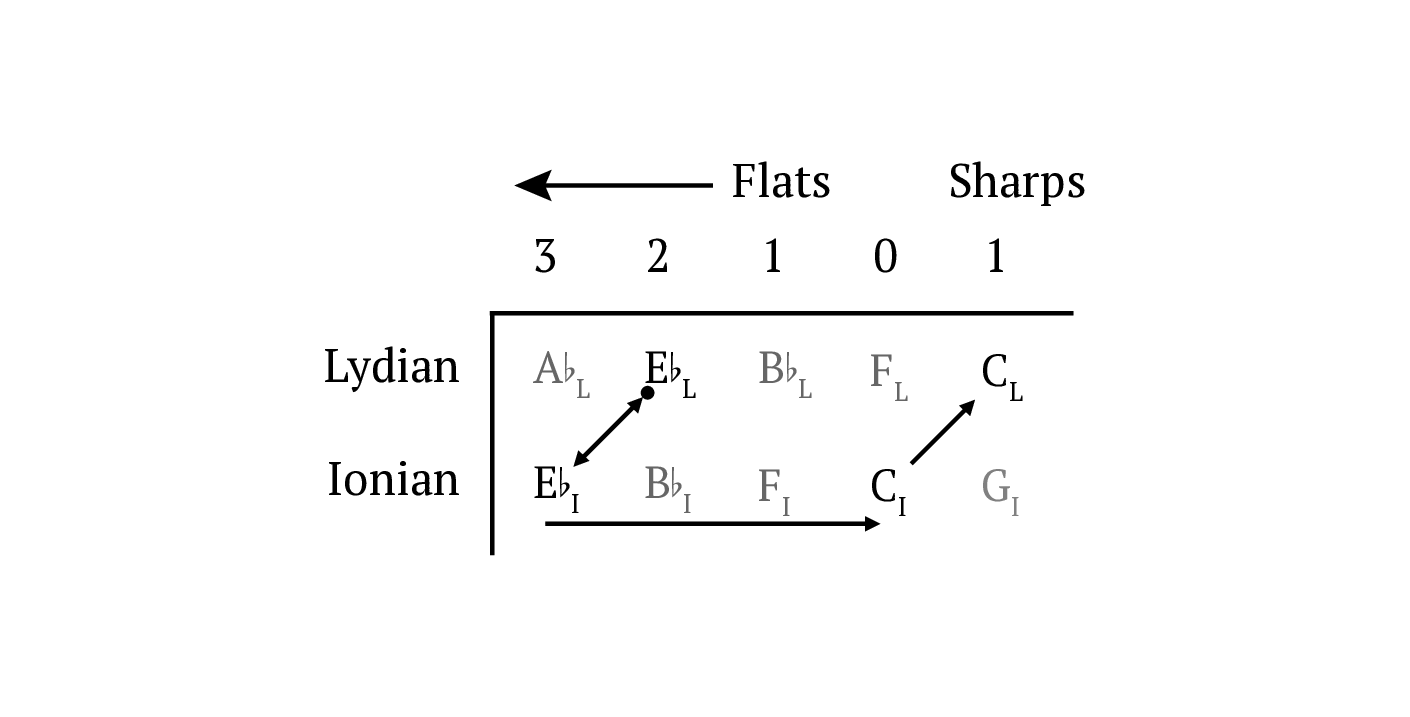 Flats Sharps
3 2 1 0 1
Lydian A♭L E♭L B♭L FL CL
Ionian E♭I B♭I FI CI GI